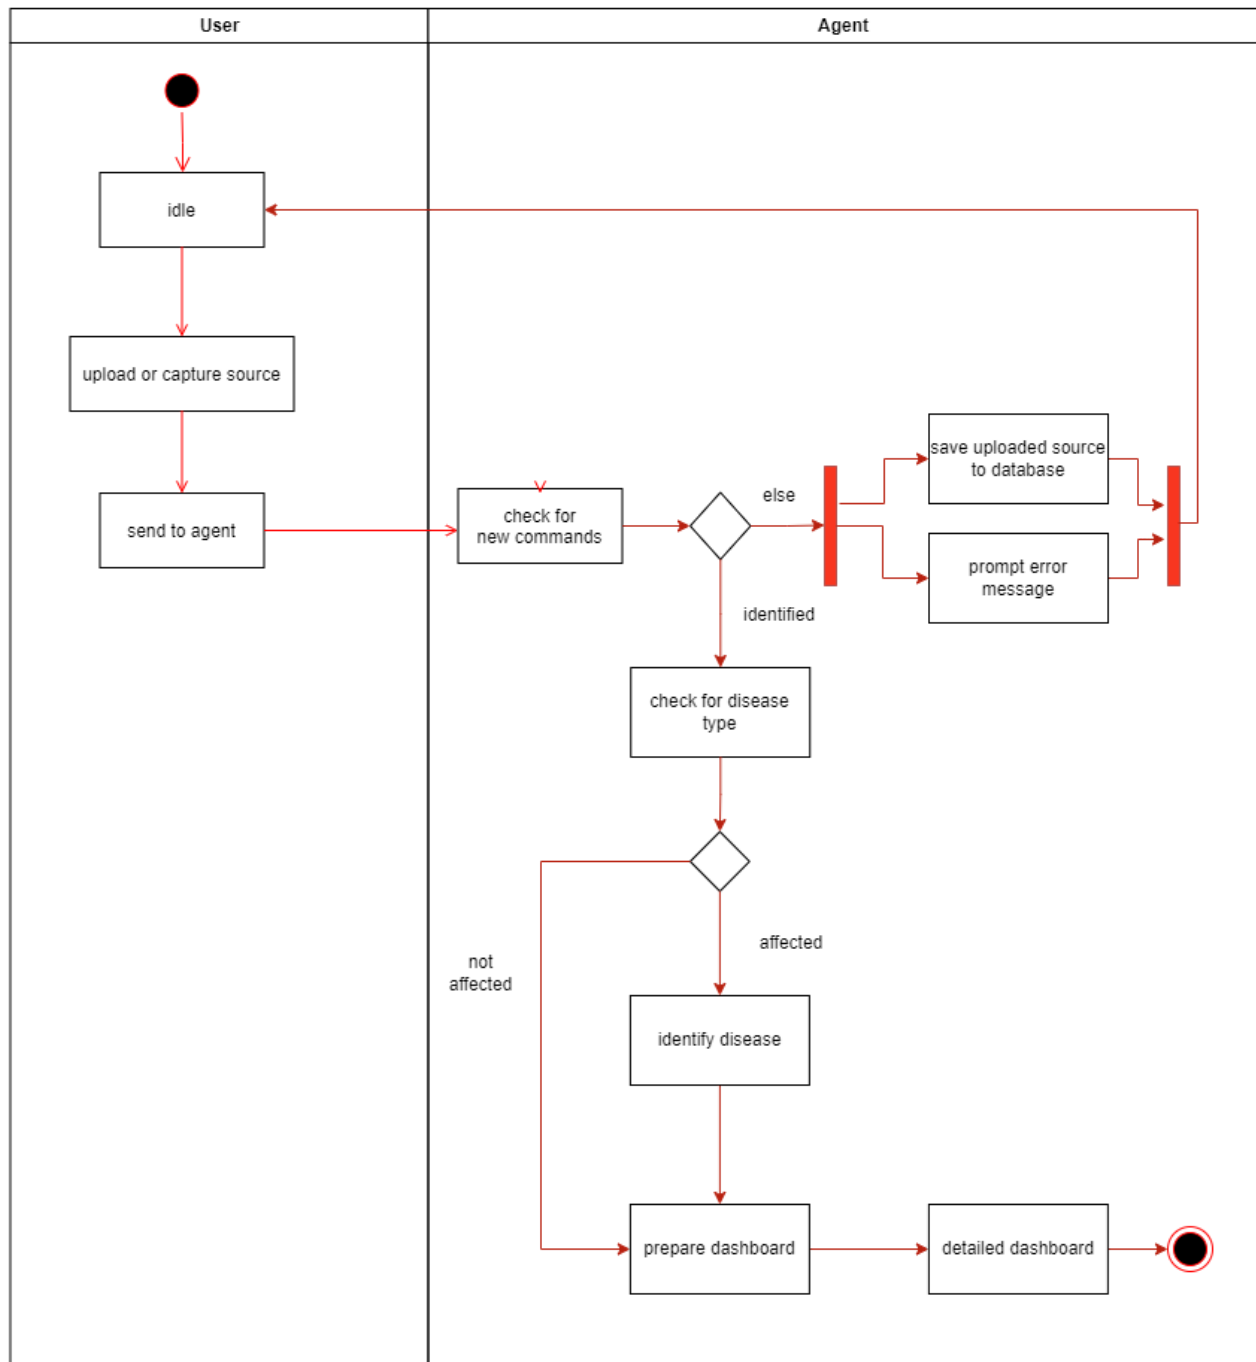 User
Agent
idle
upload or capture source
send to agent
check for
new commands
else
save uploaded source
to database
prompt error
message
identified
check for disease
type
not
affected
affected
identify disease
prepare dashboard
detailed dashboard